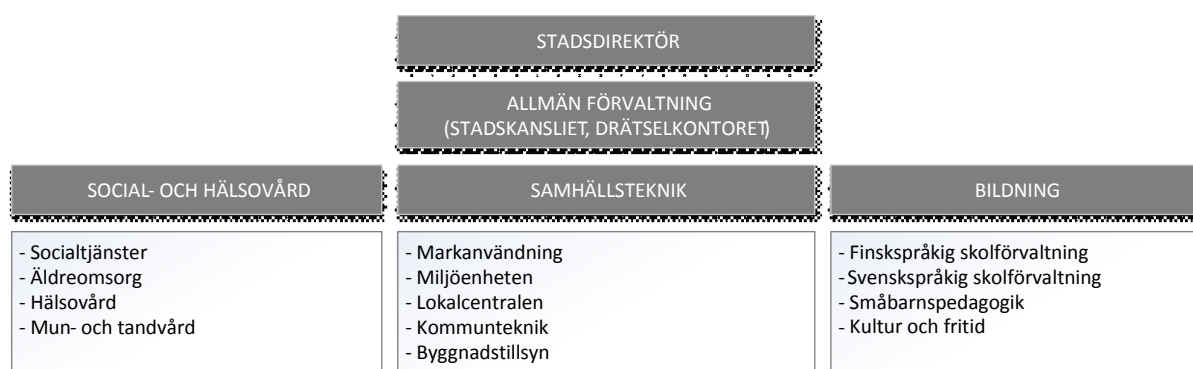 STADSDIREKTÖR
ALLMÄN FÖRVALTNING
(STADSKANSLIET, DRÄTSELKONTORET)
SOCIAL- OCH HÄLSOVÅRD
- Socialtjänster
- Äldreomsorg
- Hälsovård
- Mun- och tandvård
SAMHÄLLSTEKNIK
- Markanvändning
- Miljöenheten
- Lokalcentralen
- Kommunteknik
- Byggnadstillsyn
BILDNING
- Finskspråkig skolförvaltning
- Svenskspråkig skolförvaltning
- Småbarnspedagogik
- Kultur och fritid